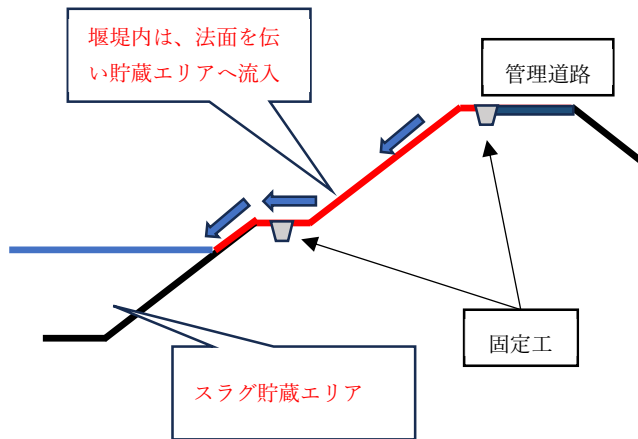 堰堤内は、法面を伝
い貯蔵エリアへ流入
管理道路
固定工
スラグ貯蔵エリア